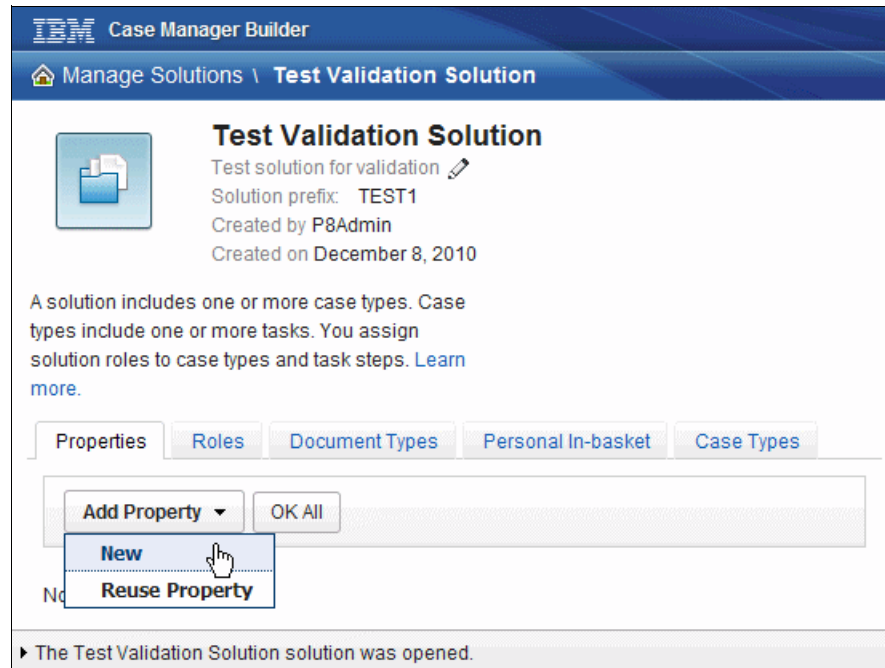 IBM Case Manager Builder
Manage Solutions \ Test Validation Solution
Test Validation Solution
Test solution for validation
Solution prefix: TEST1
Created by P8Admin
Created on December 8, 2010
A solution includes one or more case types. Case
types include one or more tasks. You assign
solution roles to case types and task steps. Learn
more.
Properties Roles Document Types Personal In-basket Case Types
Add Property OK All
New
Reuse Property
The Test Validation Solution solution was opened.